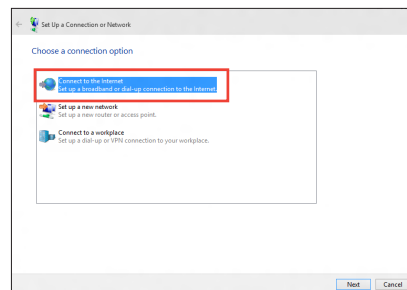 Set Up a Connection or Network
Choose a connection option
Connect to the Internet
Set up a broadband or dial-up connection to the Internet.
Set up a new network
Set up a new router or access point.
Connect to a workplace
Set up a dial-up or VPN connection to your workplace.
Next Cancel